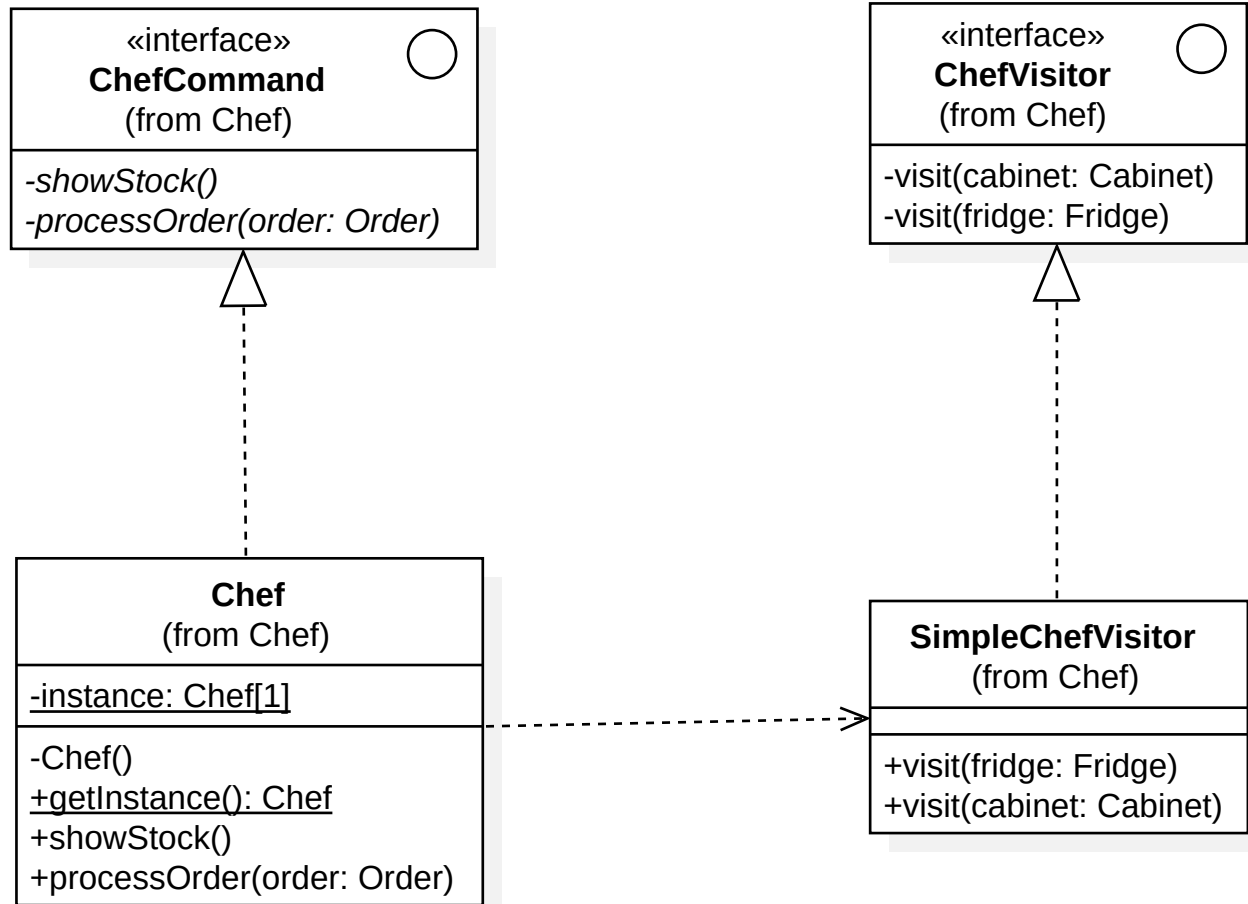 «interface»
ChefCommand
(from Chef)
-showStock()
-processOrder(order: Order)
«interface»
ChefVisitor
(from Chef)
-visit(cabinet: Cabinet)
-visit(fridge: Fridge)
Chef
(from Chef)
-instance: Chef[1]
-Chef()
+getInstance(): Chef
+showStock()
+processOrder(order: Order)
SimpleChefVisitor
(from Chef)
+visit(fridge: Fridge)
+visit(cabinet: Cabinet)